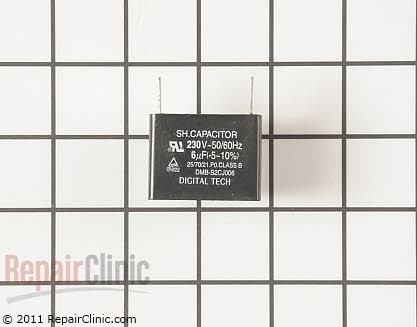 SH.CAPACITOR
230V~50/60Hz
6µF(-5~10%)
25/70/21.P0.CLASS B
DMB-S2CJ006
DIGITAL TECH
RepairClinic
© 2011 RepairClinic.com